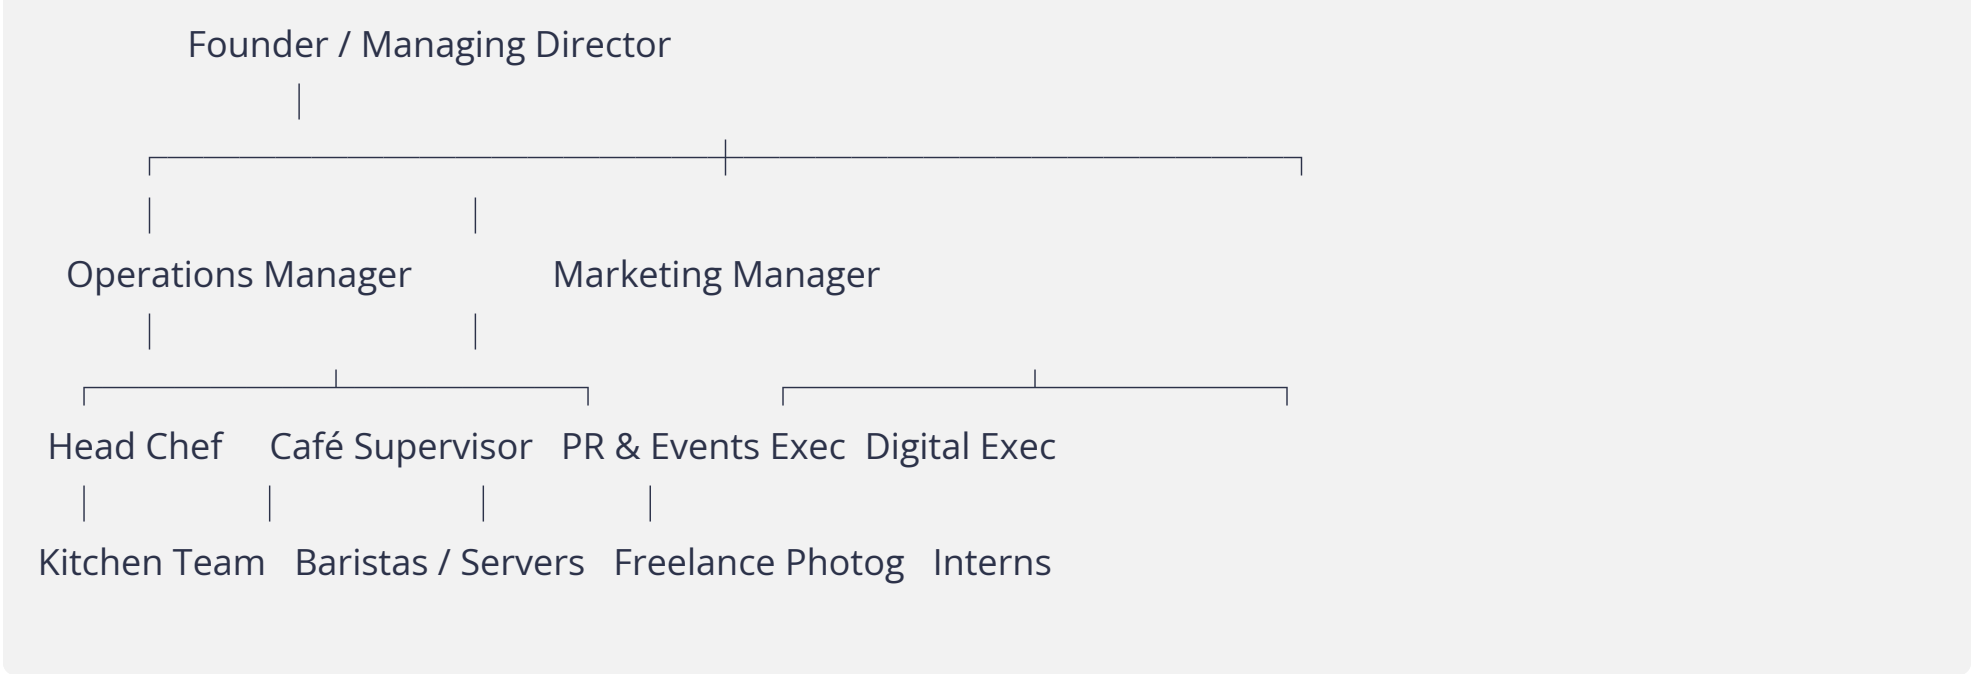 Founder / Managing Director
Operations Manager Marketing Manager
Head Chef Café Supervisor PR & Events Exec Digital Exec
Kitchen Team Baristas / Servers Freelance Photog Interns